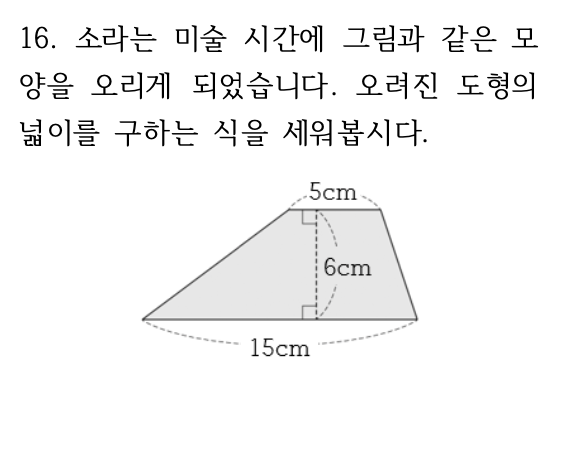 16. 소라는 미술 시간에 그림과 같은 모
양을 오리게 되었습니다. 오려진 도형의
넓이를 구하는 식을 세워봅시다.
5cm
6cm
15cm